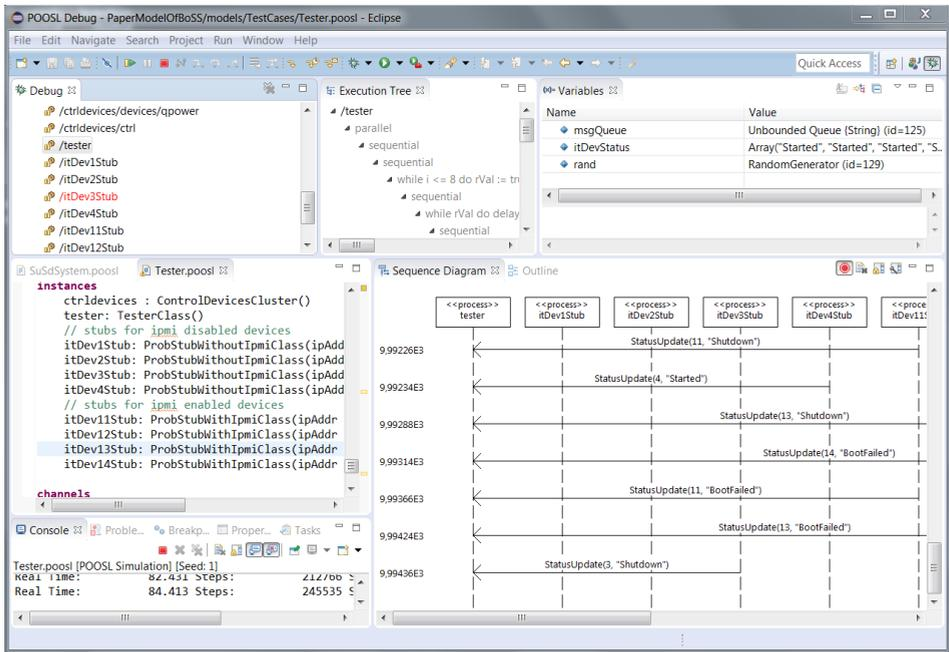 POOSL Debug - PaperModelOfBoSS/models/TestCases/Tester.poosl - Eclipse
File Edit Navigate Search Project Run Window Help
Quick Access
Debug
/ctrldevices/devices/qpower
/ctrldevices/ctrl
/tester
/itDev1Stub
/itDev2Stub
/itDev3Stub
/itDev4Stub
/itDev11Stub
/itDev12Stub
Execution Tree
/tester
parallel
sequential
sequential
while i <= 8 do rVal := tru
sequential
while rVal do delay
sequential
(x)= Variables
Name Value
msgQueue Unbounded Queue {String} (id=125)
itDevStatus Array("Started", "Started", "Started", "S...
rand RandomGenerator (id=129)
SuSdSystem.poosl Tester.poosl
instances
ctrldevices : ControlDevicesCluster()
tester: TesterClass()
// stubs for ipmi disabled devices
itDev1Stub: ProbStubWithoutIpmiClass(ipAdd
itDev2Stub: ProbStubWithoutIpmiClass(ipAdd
itDev3Stub: ProbStubWithoutIpmiClass(ipAdd
itDev4Stub: ProbStubWithoutIpmiClass(ipAdd
// stubs for ipmi enabled devices
itDev11Stub: ProbStubWithIpmiClass(ipAddr
itDev12Stub: ProbStubWithIpmiClass(ipAddr
itDev13Stub: ProbStubWithIpmiClass(ipAddr
itDev14Stub: ProbStubWithIpmiClass(ipAddr
channels
Console Proble... Breakp... Proper... Tasks
Tester.poosl [POOSL Simulation] [Seed: 1]
Real Time: 82.431 Steps: 212766 S
Real Time: 84.413 Steps: 245535 S
Sequence Diagram Outline
<<process>> <<process>> <<process>> <<process>> <<process>> <<proce
tester itDev1Stub itDev2Stub itDev3Stub itDev4Stub itDev11S
9,99226E3 StatusUpdate(11, "Shutdown")
9,99234E3 StatusUpdate(4, "Started")
9,99288E3 StatusUpdate(13, "Shutdown")
9,99314E3 StatusUpdate(14, "BootFailed")
9,99366E3 StatusUpdate(11, "BootFailed")
9,99424E3 StatusUpdate(13, "BootFailed")
9,99436E3 StatusUpdate(3, "Shutdown")